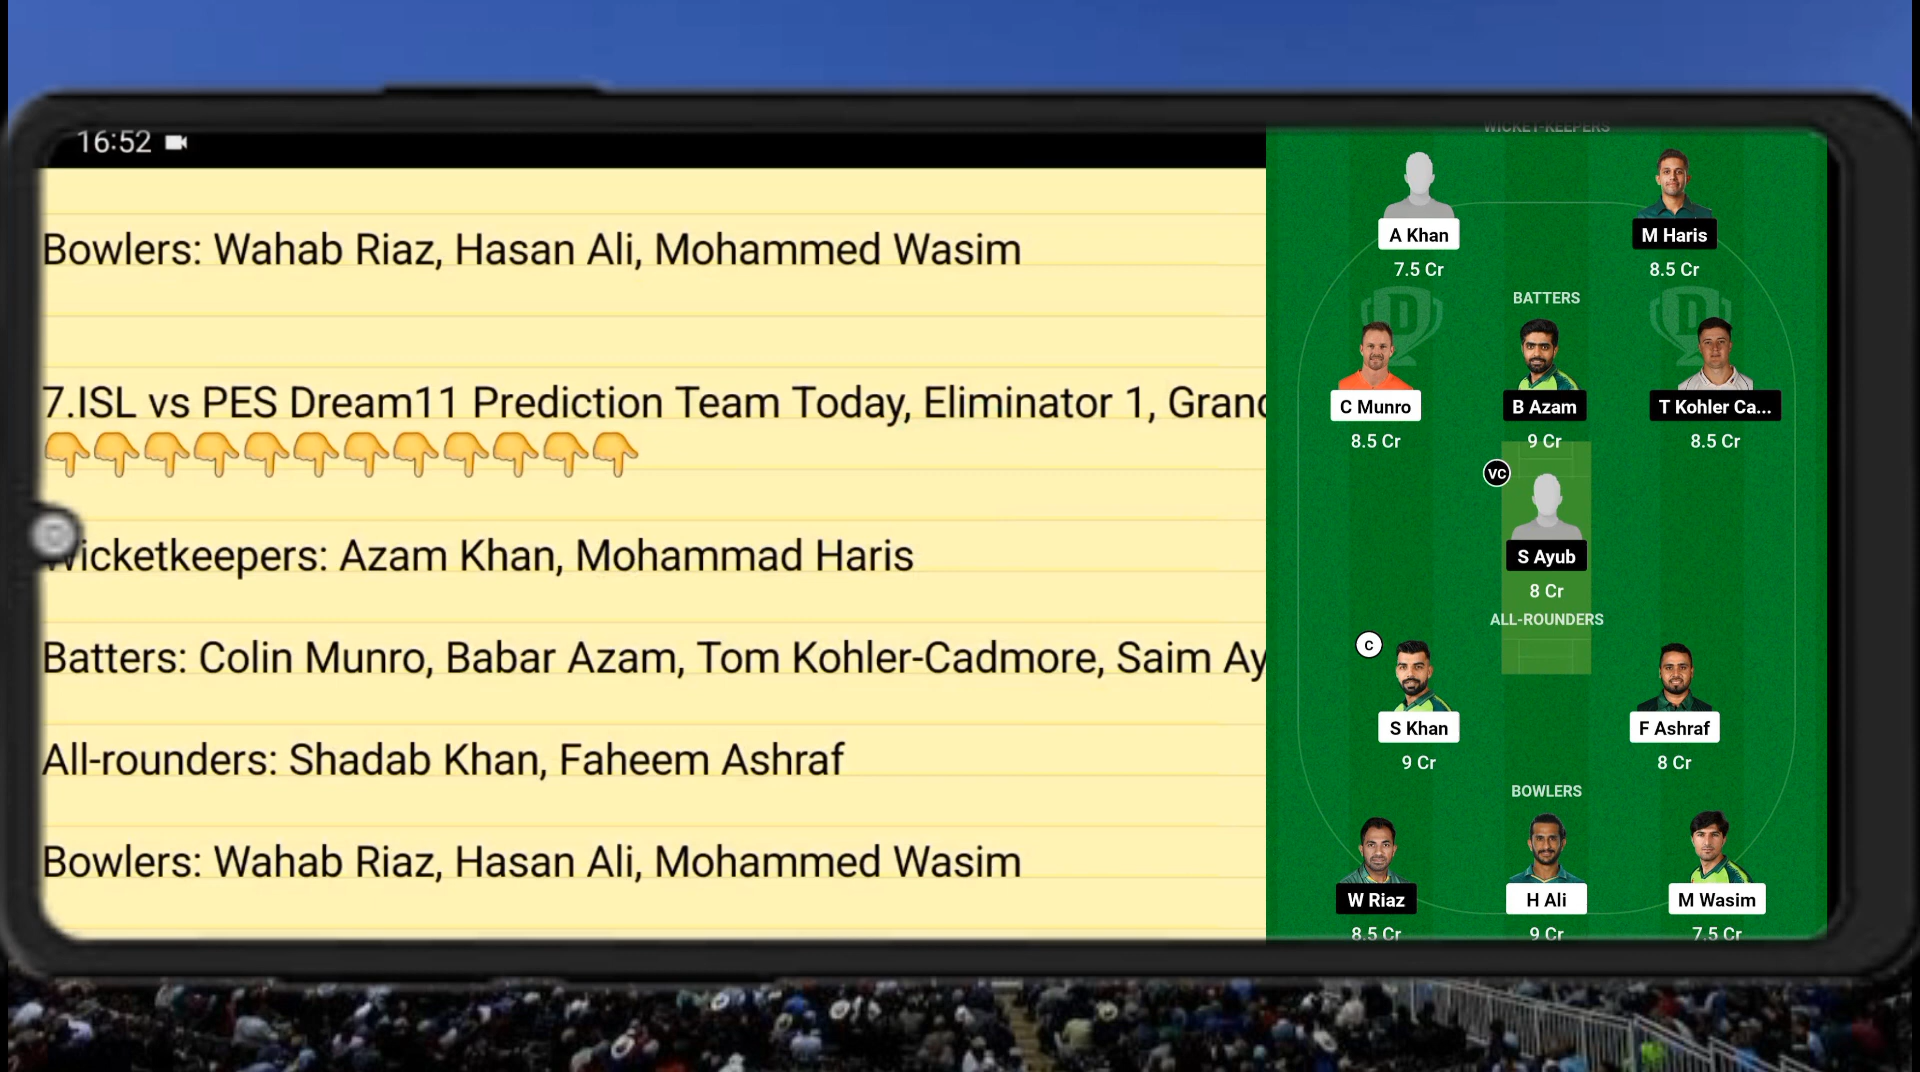 16:52
Bowlers: Wahab Riaz, Hasan Ali, Mohammed Wasim
7.ISL vs PES Dream11 Prediction Team Today, Eliminator 1, Grand
👇👇👇👇👇👇👇👇👇👇👇👇
Wicketkeepers: Azam Khan, Mohammad Haris
Batters: Colin Munro, Babar Azam, Tom Kohler-Cadmore, Saim Ay
All-rounders: Shadab Khan, Faheem Ashraf
Bowlers: Wahab Riaz, Hasan Ali, Mohammed Wasim
WICKET-KEEPERS
A Khan M Haris
7.5 Cr 8.5 Cr
BATTERS
C Munro B Azam T Kohler Ca...
8.5 Cr 9 Cr 8.5 Cr
VC
S Ayub
8 Cr
ALL-ROUNDERS
C
S Khan F Ashraf
9 Cr 8 Cr
BOWLERS
W Riaz H Ali M Wasim
8.5 Cr 9 Cr 7.5 Cr